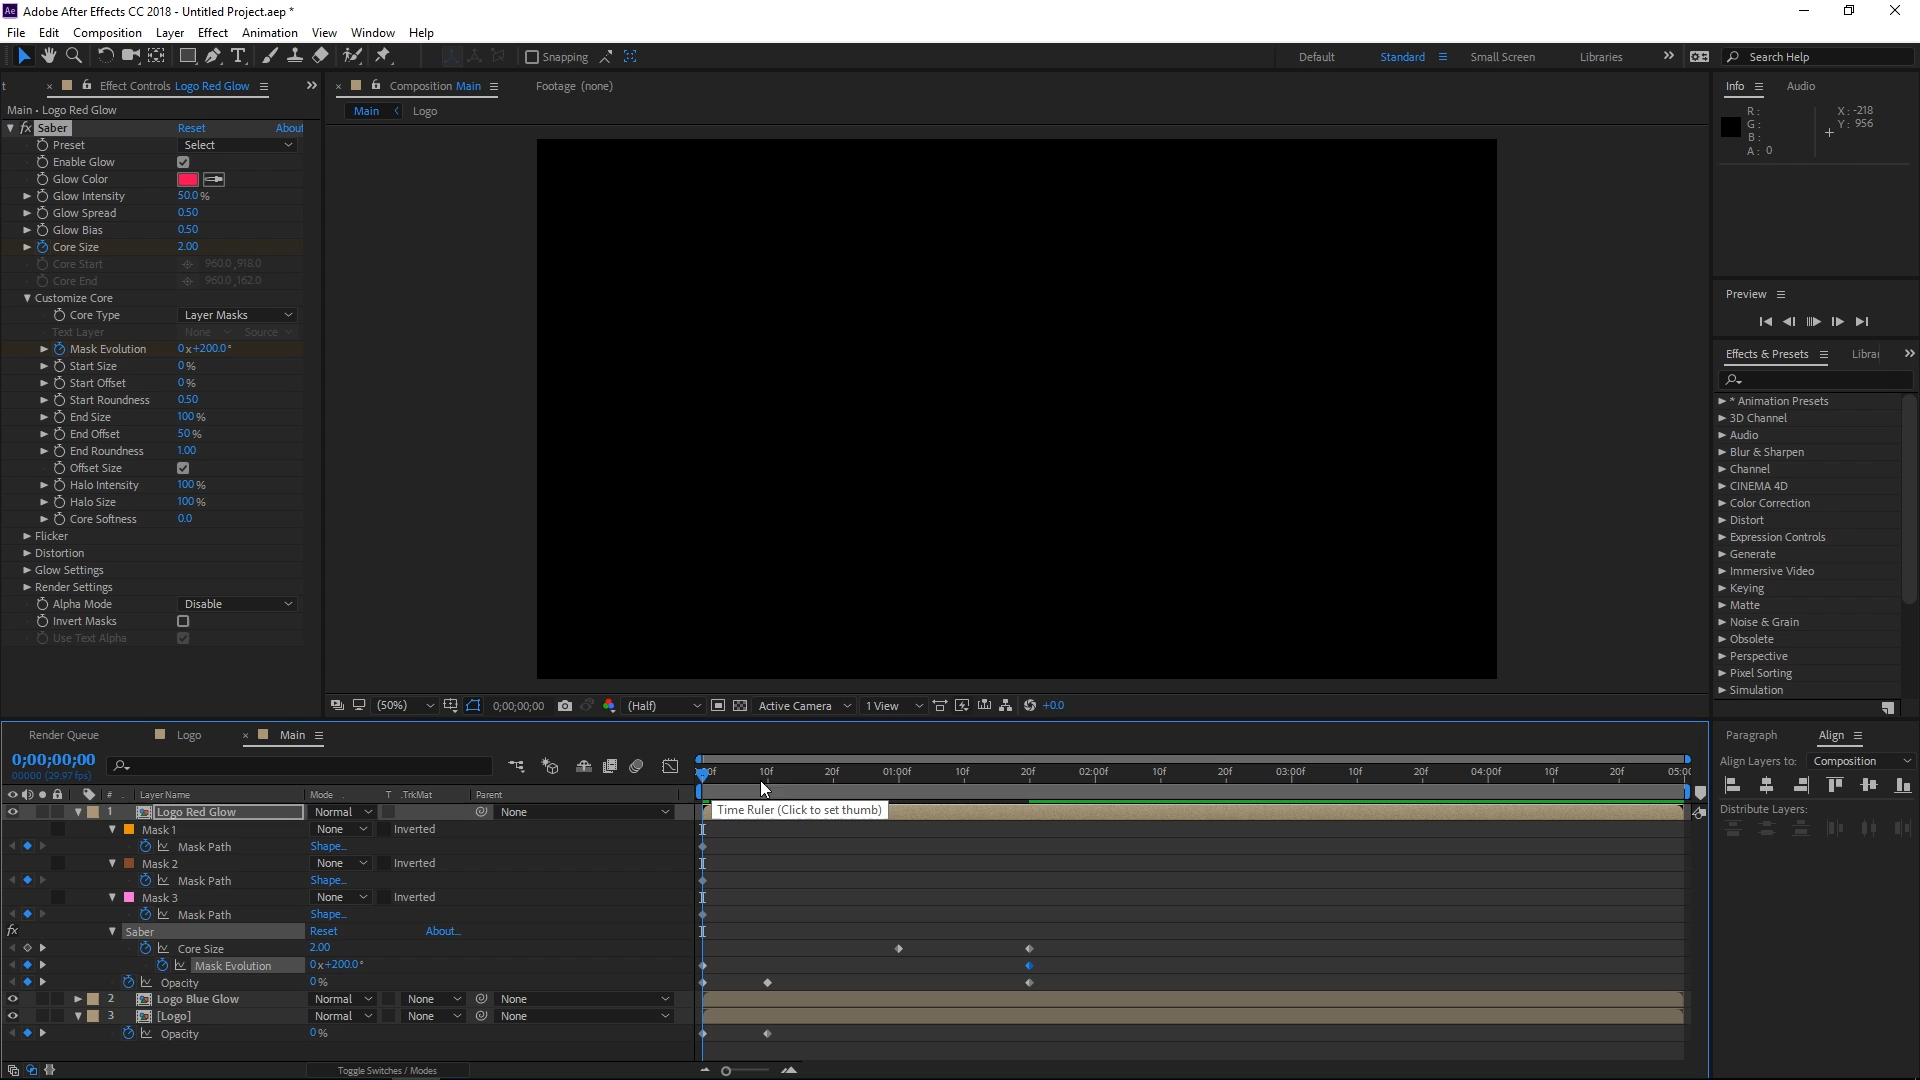 Ae Adobe After Effects CC 2018 - Untitled Project.aep *
File Edit Composition Layer Effect Animation View Window Help
Snapping Default Standard Small Screen Libraries Search Help
t Effect Controls Logo Red Glow
Main • Logo Red Glow
fx Saber Reset About
Preset Select
Enable Glow
Glow Color
Glow Intensity 50.0 %
Glow Spread 0.50
Glow Bias 0.50
Core Size 2.00
Core Start 960.0 ,918.0
Core End 960.0 ,162.0
Customize Core
Core Type Layer Masks
Text Layer None Source
Mask Evolution 0 x +200.0 °
Start Size 0 %
Start Offset 0 %
Start Roundness 0.50
End Size 100 %
End Offset 50 %
End Roundness 1.00
Offset Size
Halo Intensity 100 %
Halo Size 100 %
Core Softness 0.0
Flicker
Distortion
Glow Settings
Render Settings
Alpha Mode Disable
Invert Masks
Use Text Alpha
Composition Main Footage (none)
Main Logo
(50%) 0;00;00;00 (Half) Active Camera 1 View +0.0
Info Audio
R: X: -218
G: Y: 956
B:
A: 0
Preview
Effects & Presets Librar
* Animation Presets
3D Channel
Audio
Blur & Sharpen
Channel
CINEMA 4D
Color Correction
Distort
Expression Controls
Generate
Immersive Video
Keying
Matte
Noise & Grain
Obsolete
Perspective
Pixel Sorting
Simulation
Render Queue Logo Main
0;00;00;00
00000 (29.97 fps)
10f 20f 01:00f 10f 20f 02:00f 10f 20f 03:00f 10f 20f 04:00f 10f 20f 05:00
# Layer Name Mode T .TrkMat Parent
1 Logo Red Glow Normal None
Time Ruler (Click to set thumb)
Mask 1 None Inverted
Mask Path Shape...
Mask 2 None Inverted
Mask Path Shape...
Mask 3 None Inverted
Mask Path Shape...
fx Saber Reset About...
Core Size 2.00
Mask Evolution 0 x +200.0 °
Opacity 0 %
2 Logo Blue Glow Normal None None
3 [Logo] Normal None None
Opacity 0 %
Toggle Switches / Modes
Paragraph Align
Align Layers to: Composition
Distribute Layers: